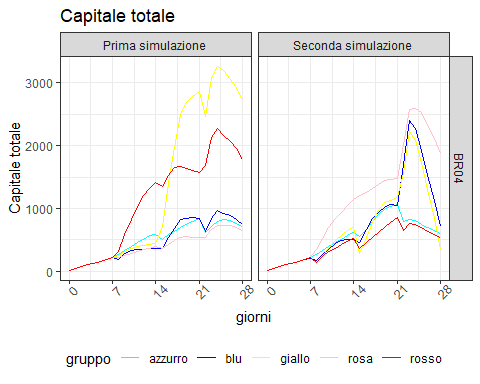 Capitale totale
Prima simulazione
Seconda simulazione
Capitale totale
3000
2000
1000
0
BR04
0
7
14
21
28
0
7
14
21
28
giorni
gruppo
azzurro
blu
giallo
rosa
rosso